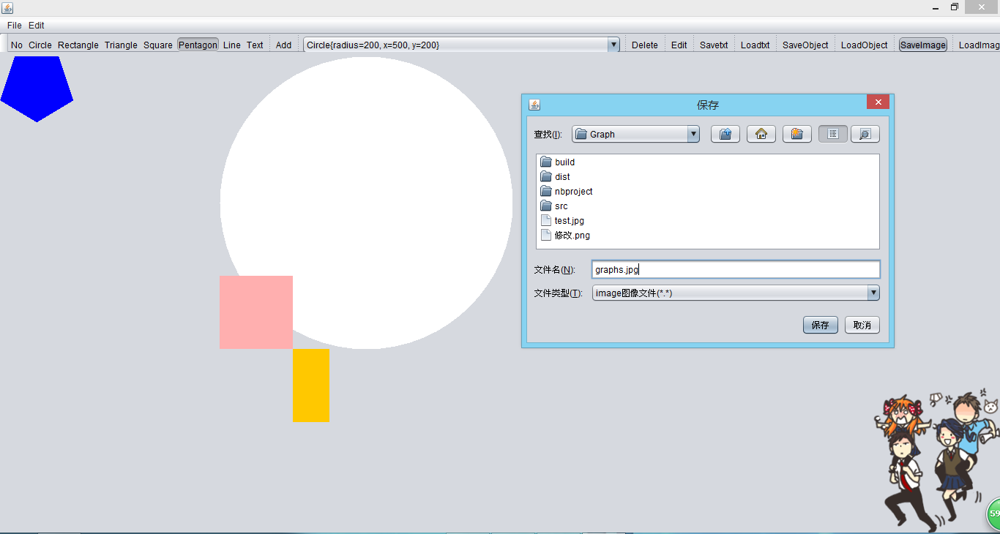 File Edit
No Circle Rectangle Triangle Square Pentagon Line Text Add Circle{radius=200, x=500, y=200} Delete Edit Savetxt Loadtxt SaveObject LoadObject SaveImage LoadImag
保存
查找(I): Graph
build
dist
nbproject
src
test.jpg
修改.png
文件名(N): graphs.jpg
文件类型(T): image图像文件(*.*)
保存 取消
59